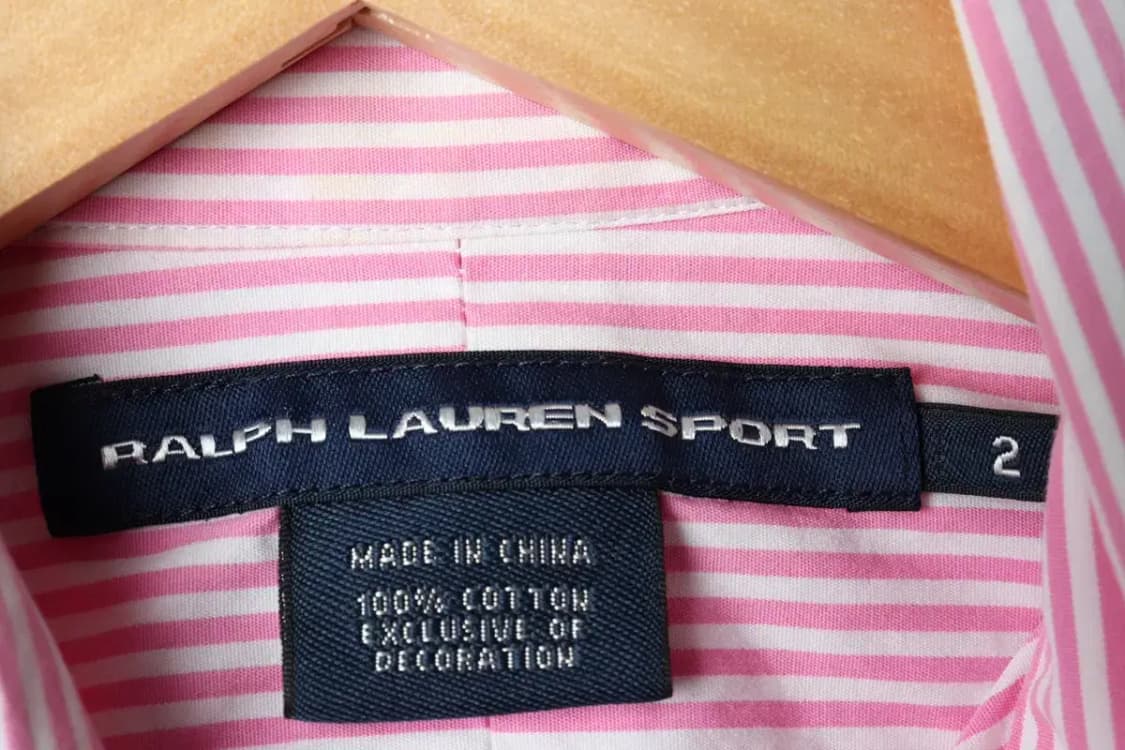 RALPH LAUREN SPORT
2
MADE IN CHINA
100% COTTON
EXCLUSIVE OF
DECORATION